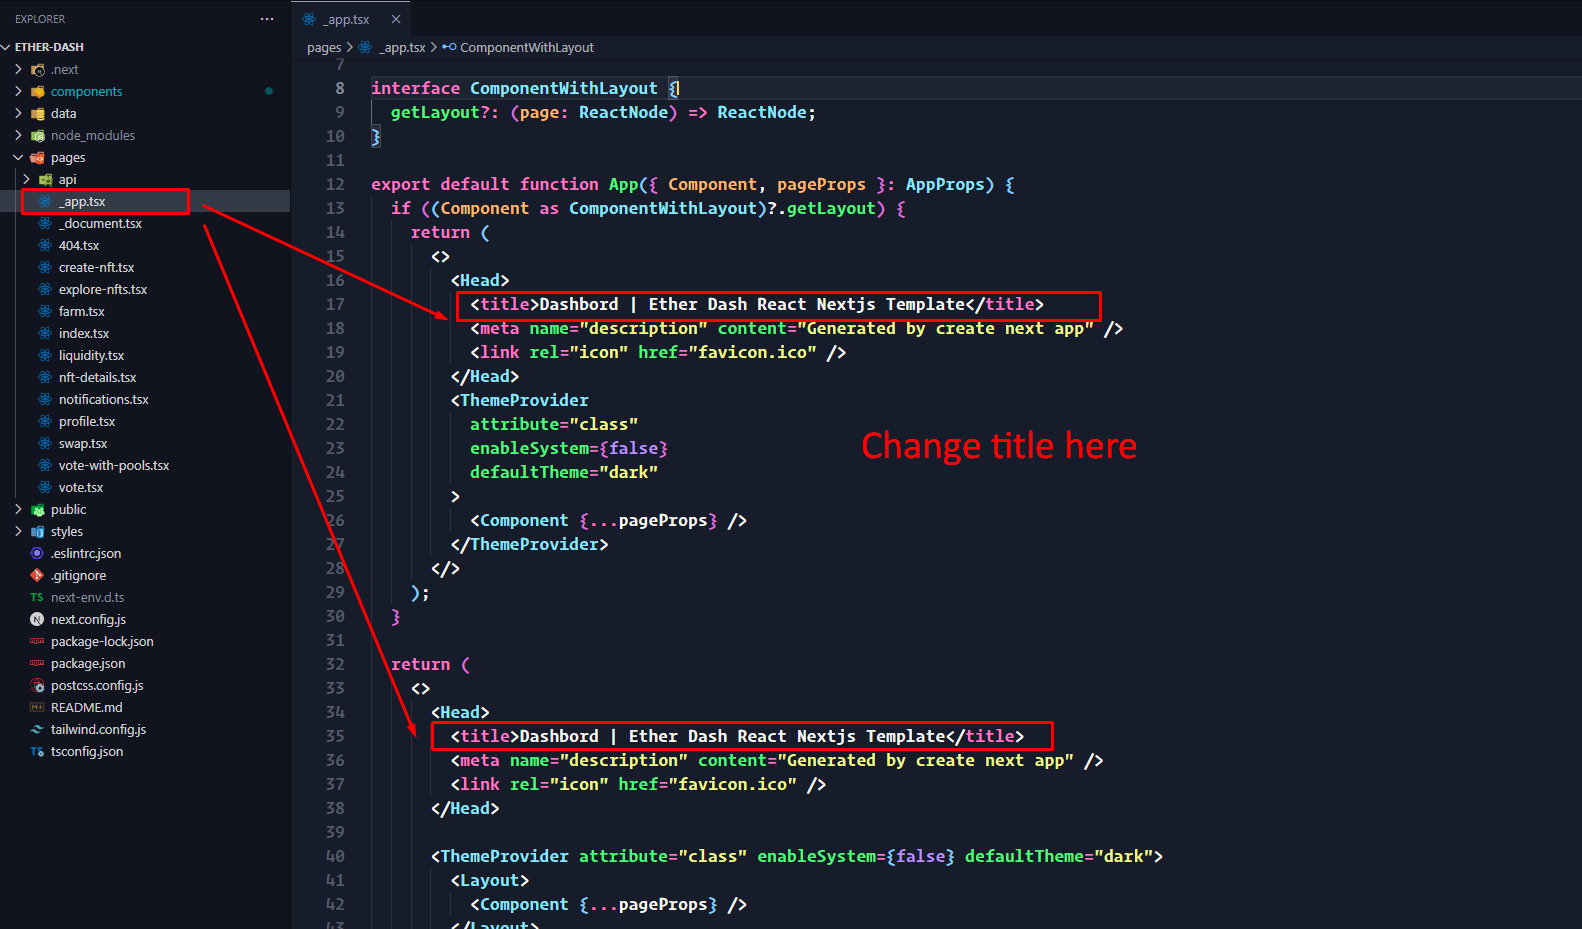 EXPLORER ...
ETHER-DASH
.next
components
data
node_modules
pages
api
_app.tsx
_document.tsx
404.tsx
create-nft.tsx
explore-nfts.tsx
farm.tsx
index.tsx
liquidity.tsx
nft-details.tsx
notifications.tsx
profile.tsx
swap.tsx
vote-with-pools.tsx
vote.tsx
public
styles
.eslintrc.json
.gitignore
TS next-env.d.ts
N next.config.js
package-lock.json
package.json
postcss.config.js
README.md
tailwind.config.js
TS tsconfig.json
_app.tsx
pages > _app.tsx > ComponentWithLayout
7
8 interface ComponentWithLayout {
9 getLayout?: (page: ReactNode) => ReactNode;
10 }
11
12 export default function App({ Component, pageProps }: AppProps) {
13 if ((Component as ComponentWithLayout)?.getLayout) {
14 return (
15 <>
16 <Head>
17 <title>Dashbord | Ether Dash React Nextjs Template</title>
18 <meta name="description" content="Generated by create next app" />
19 <link rel="icon" href="favicon.ico" />
20 </Head>
21 <ThemeProvider
22 attribute="class"
23 enableSystem={false}
24 defaultTheme="dark"
25 >
26 <Component {...pageProps} />
27 </ThemeProvider>
28 </>
29 );
30 }
31
32 return (
33 <>
34 <Head>
35 <title>Dashbord | Ether Dash React Nextjs Template</title>
36 <meta name="description" content="Generated by create next app" />
37 <link rel="icon" href="favicon.ico" />
38 </Head>
39
40 <ThemeProvider attribute="class" enableSystem={false} defaultTheme="dark">
41 <Layout>
42 <Component {...pageProps} />
43 </Layout>
Change title here